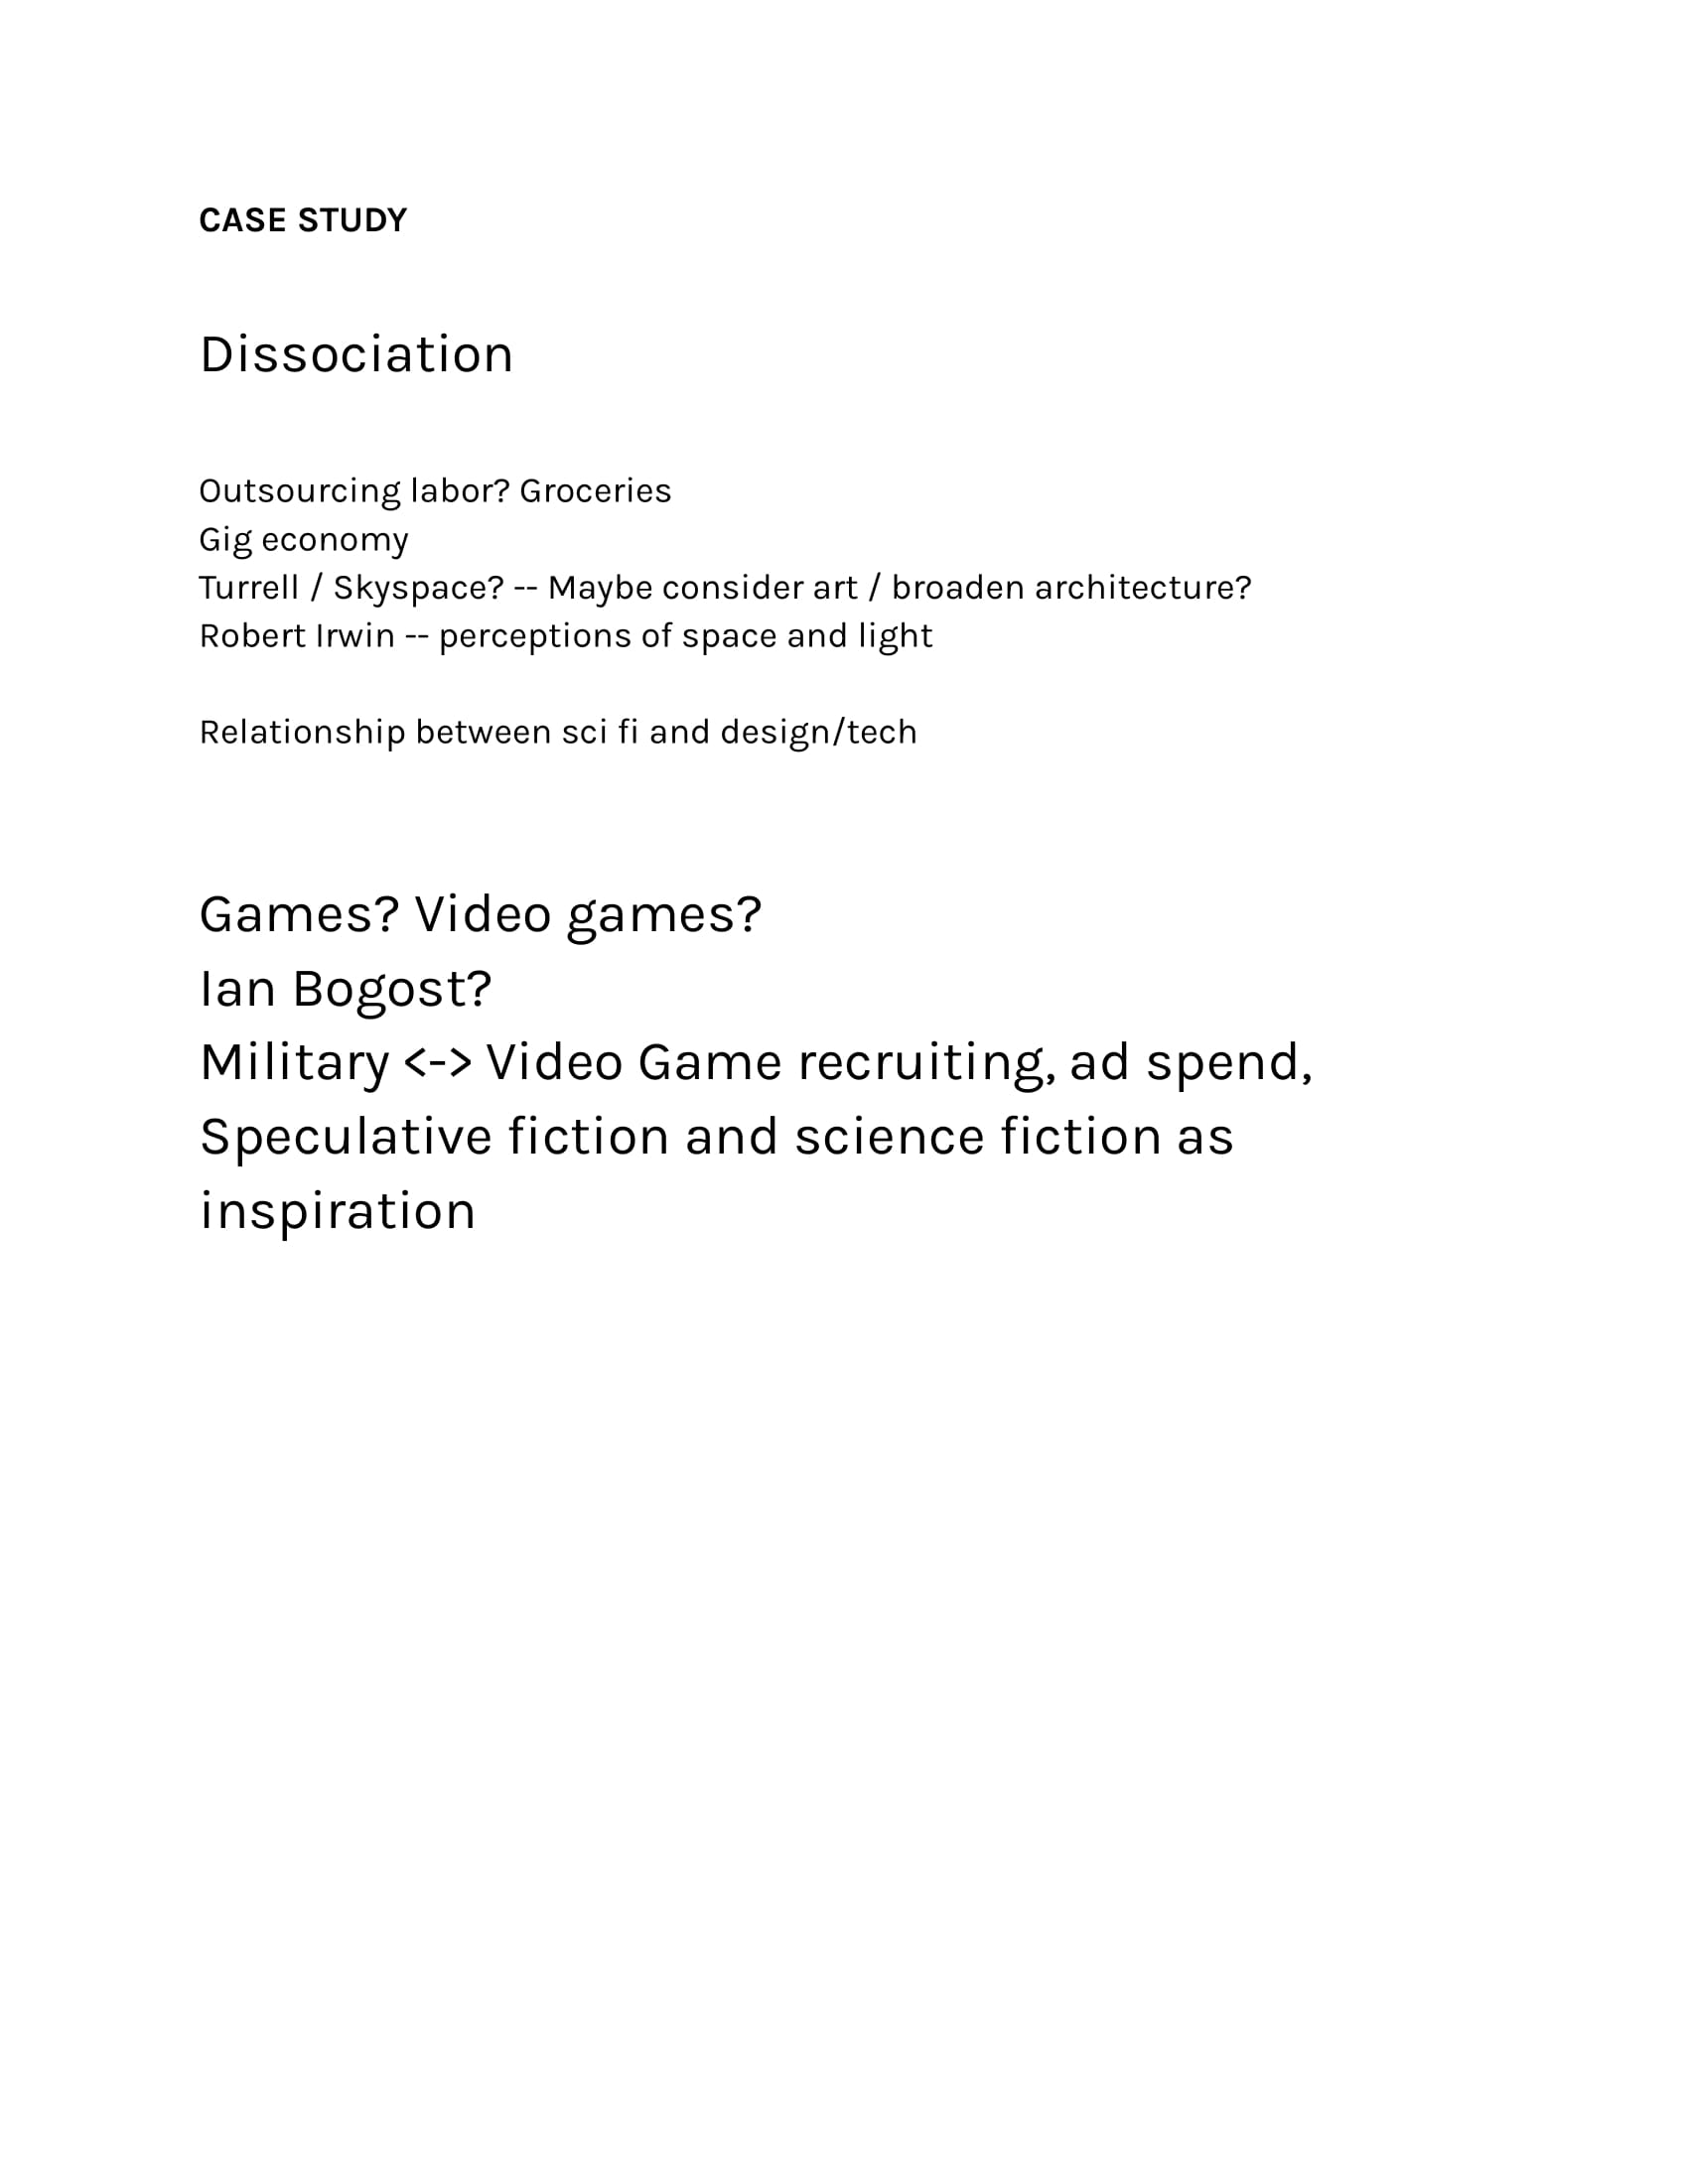 CASE STUDY
Dissociation
Outsourcing labor? Groceries
Gig economy
Turrell / Skyspace? -- Maybe consider art / broaden architecture?
Robert Irwin -- perceptions of space and light
Relationship between sci fi and design/tech
Games? Video games?
Ian Bogost?
Military <-> Video Game recruiting, ad spend,
Speculative fiction and science fiction as
inspiration